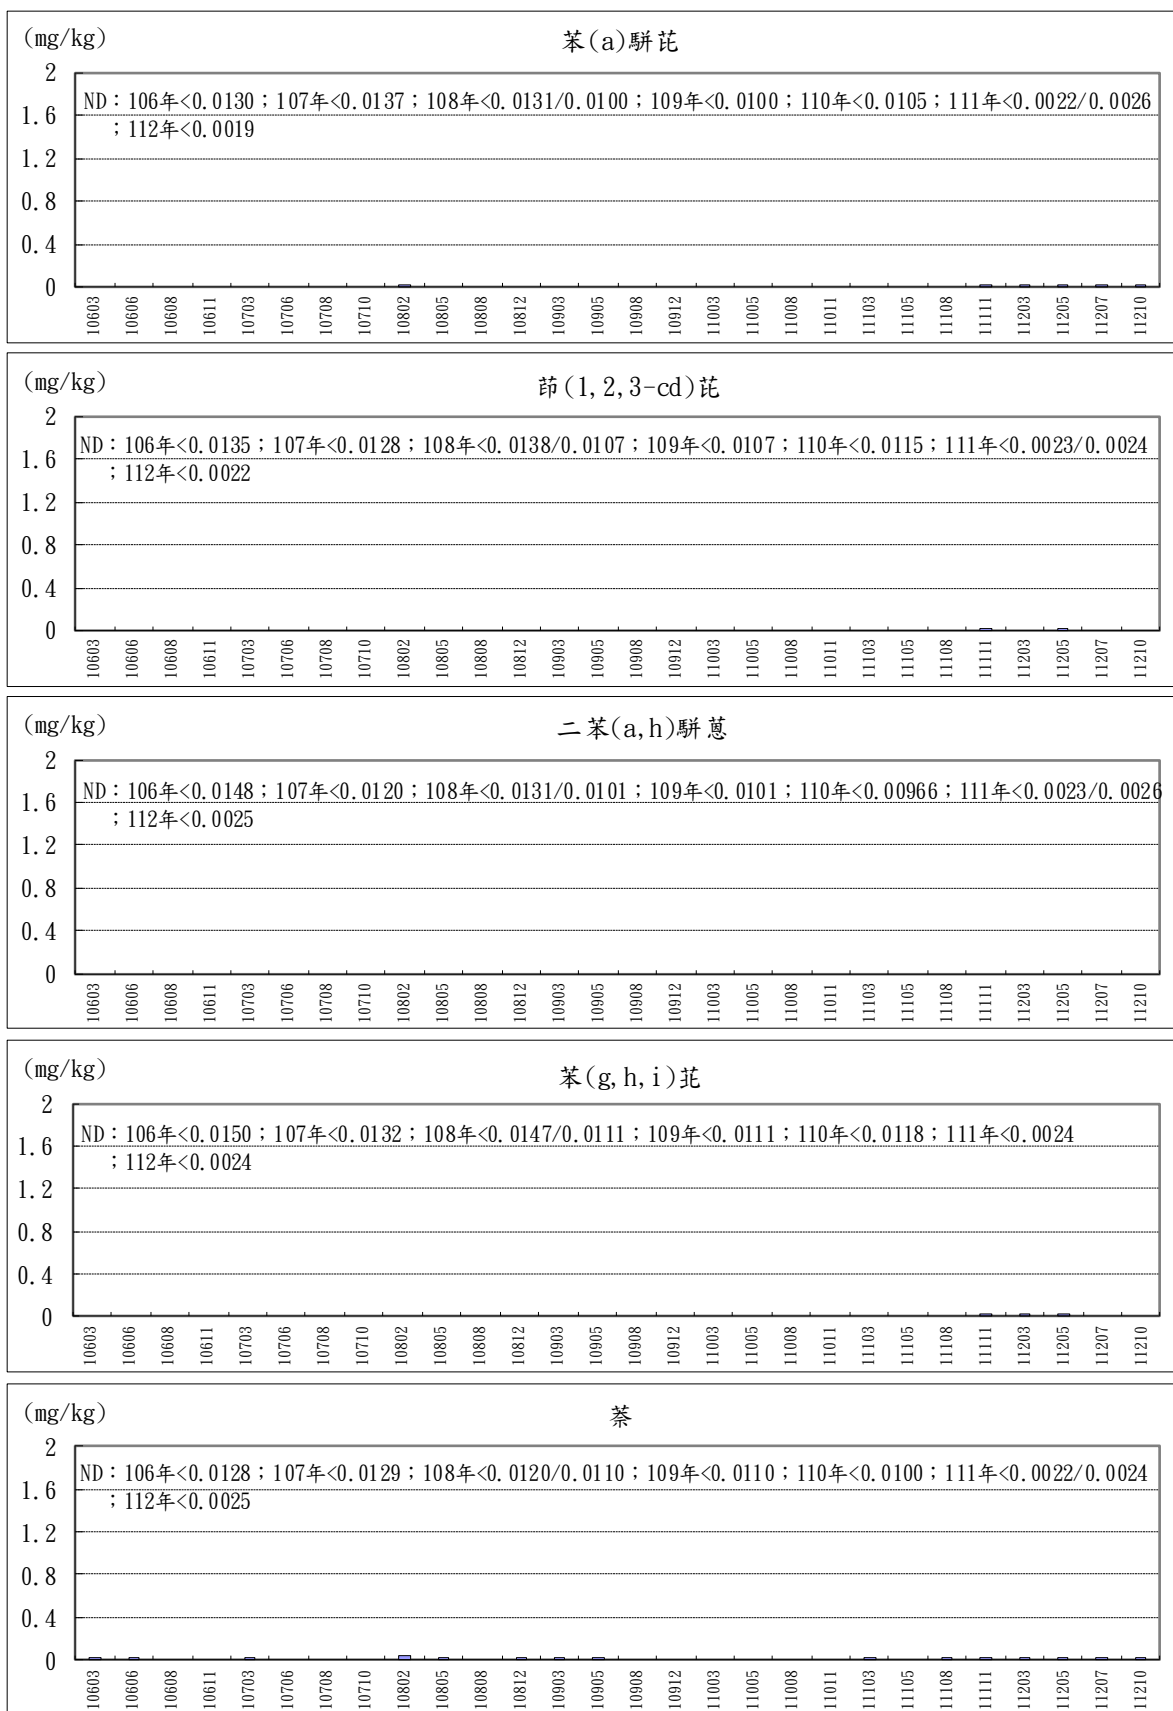 (mg/kg)
苯(a)駢芘
2
ND：106年<0.0130；107年<0.0137；108年<0.0131/0.0100；109年<0.0100；110年<0.0105；111年<0.0022/0.0026
1.6
；112年<0.0019
1.2
0.8
0.4
0
10603 10606 10608 10611 10703 10706 10708 10710 10802 10805 10808 10812 10903 10905 10908 10912 11003 11005 11008 11011 11103 11105 11108 11111 11203 11205 11207 11210
(mg/kg)
茚(1,2,3-cd)芘
2
ND：106年<0.0135；107年<0.0128；108年<0.0138/0.0107；109年<0.0107；110年<0.0115；111年<0.0023/0.0024
1.6
；112年<0.0022
1.2
0.8
0.4
0
10603 10606 10608 10611 10703 10706 10708 10710 10802 10805 10808 10812 10903 10905 10908 10912 11003 11005 11008 11011 11103 11105 11108 11111 11203 11205 11207 11210
(mg/kg)
二苯(a,h)駢蒽
2
ND：106年<0.0148；107年<0.0120；108年<0.0131/0.0101；109年<0.0101；110年<0.00966；111年<0.0023/0.0026
1.6
；112年<0.0025
1.2
0.8
0.4
0
10603 10606 10608 10611 10703 10706 10708 10710 10802 10805 10808 10812 10903 10905 10908 10912 11003 11005 11008 11011 11103 11105 11108 11111 11203 11205 11207 11210
(mg/kg)
苯(g,h,i)苝
2
ND：106年<0.0150；107年<0.0132；108年<0.0147/0.0111；109年<0.0111；110年<0.0118；111年<0.0024
1.6
；112年<0.0024
1.2
0.8
0.4
0
10603 10606 10608 10611 10703 10706 10708 10710 10802 10805 10808 10812 10903 10905 10908 10912 11003 11005 11008 11011 11103 11105 11108 11111 11203 11205 11207 11210
(mg/kg)
萘
2
ND：106年<0.0128；107年<0.0129；108年<0.0120/0.0110；109年<0.0110；110年<0.0100；111年<0.0022/0.0024
1.6
；112年<0.0025
1.2
0.8
0.4
0
10603 10606 10608 10611 10703 10706 10708 10710 10802 10805 10808 10812 10903 10905 10908 10912 11003 11005 11008 11011 11103 11105 11108 11111 11203 11205 11207 11210